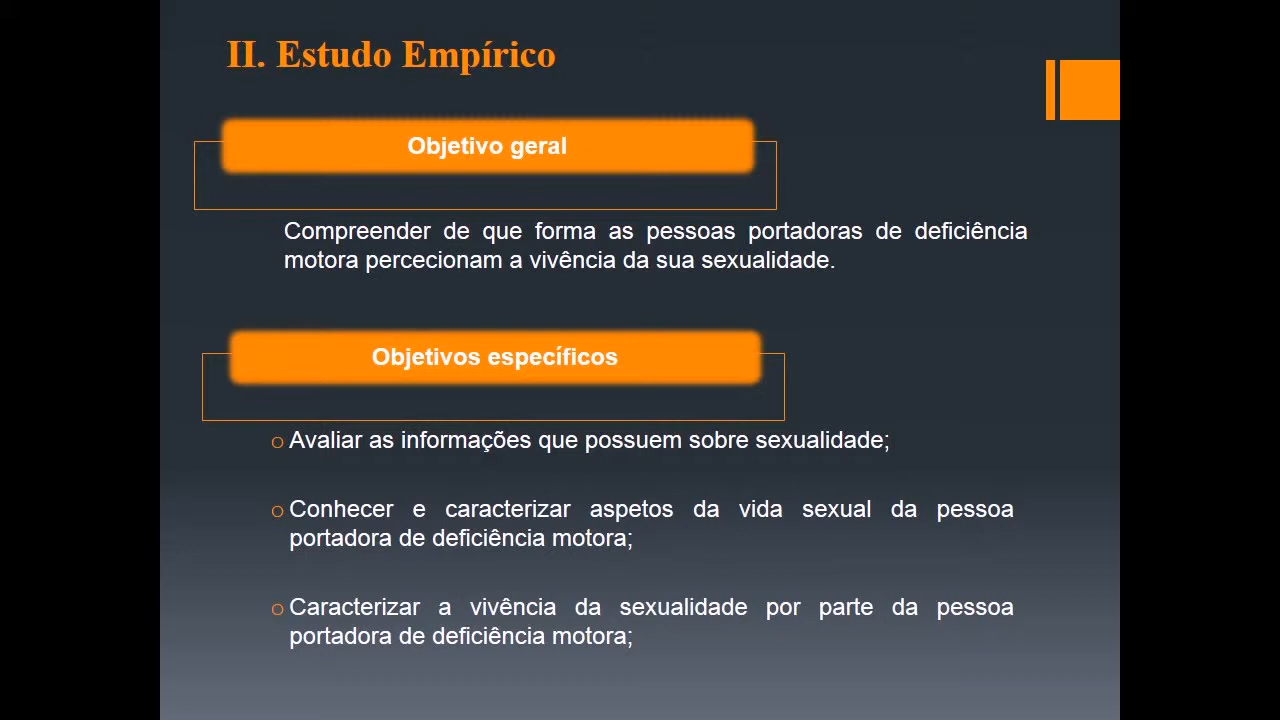 II. Estudo Empírico
Objetivo geral
Compreender de que forma as pessoas portadoras de deficiência
motora percecionam a vivência da sua sexualidade.
Objetivos específicos
o Avaliar as informações que possuem sobre sexualidade;
o Conhecer e caracterizar aspetos da vida sexual da pessoa
portadora de deficiência motora;
o Caracterizar a vivência da sexualidade por parte da pessoa
portadora de deficiência motora;